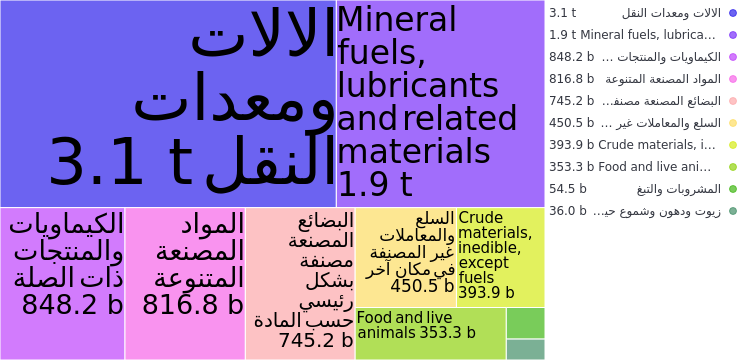 الالات
ومعدات
النقل 3.1 t
Mineral
fuels,
lubricants
and related
materials
1.9 t
الكيماويات
والمنتجات
ذات الصلة
848.2 b
المواد
المصنعة
المتنوعة
816.8 b
البضائع
المصنعة
مصنفة
بشكل
رئيسي
حسب المادة
745.2 b
السلع
والمعاملات
غير المصنفة
في مكان آخر
450.5 b
Crude
materials,
inedible,
except
fuels
393.9 b
Food and live
animals 353.3 b
3.1 t الالات ومعدات النقل
1.9 t Mineral fuels, lubrica...
848.2 b الكيماويات والمنتجات ...
816.8 b المواد المصنعة المتنوعة
745.2 b البضائع المصنعة مصنف...
450.5 b السلع والمعاملات غير ...
393.9 b Crude materials, i...
353.3 b Food and live ani...
54.5 b المشروبات والتبغ
36.0 b زيوت ودهون وشموع حي...